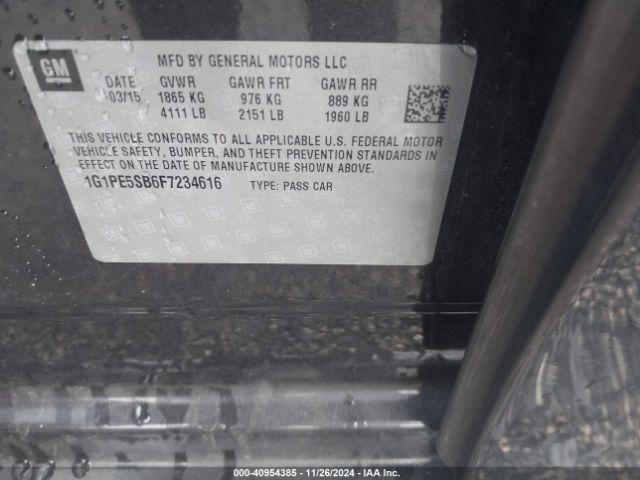 GM
MFD BY GENERAL MOTORS LLC
DATE GVWR GAWR FRT GAWR RR
03/15 1865 KG 976 KG 889 KG
4111 LB 2151 LB 1960 LB
THIS VEHICLE CONFORMS TO ALL APPLICABLE U.S. FEDERAL MOTOR
VEHICLE SAFETY, BUMPER, AND THEFT PREVENTION STANDARDS IN
EFFECT ON THE DATE OF MANUFACTURE SHOWN ABOVE.
1G1PE5SB6F7234616 TYPE: PASS CAR
000-40954385 - 11/26/2024 - IAA Inc.